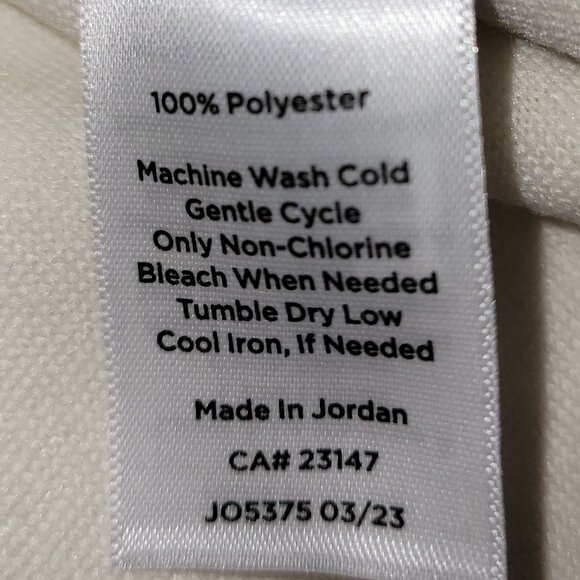 100% Polyester
Machine Wash Cold
Gentle Cycle
Only Non-Chlorine
Bleach When Needed
Tumble Dry Low
Cool Iron, If Needed
Made In Jordan
CA# 23147
JO5375 03/23